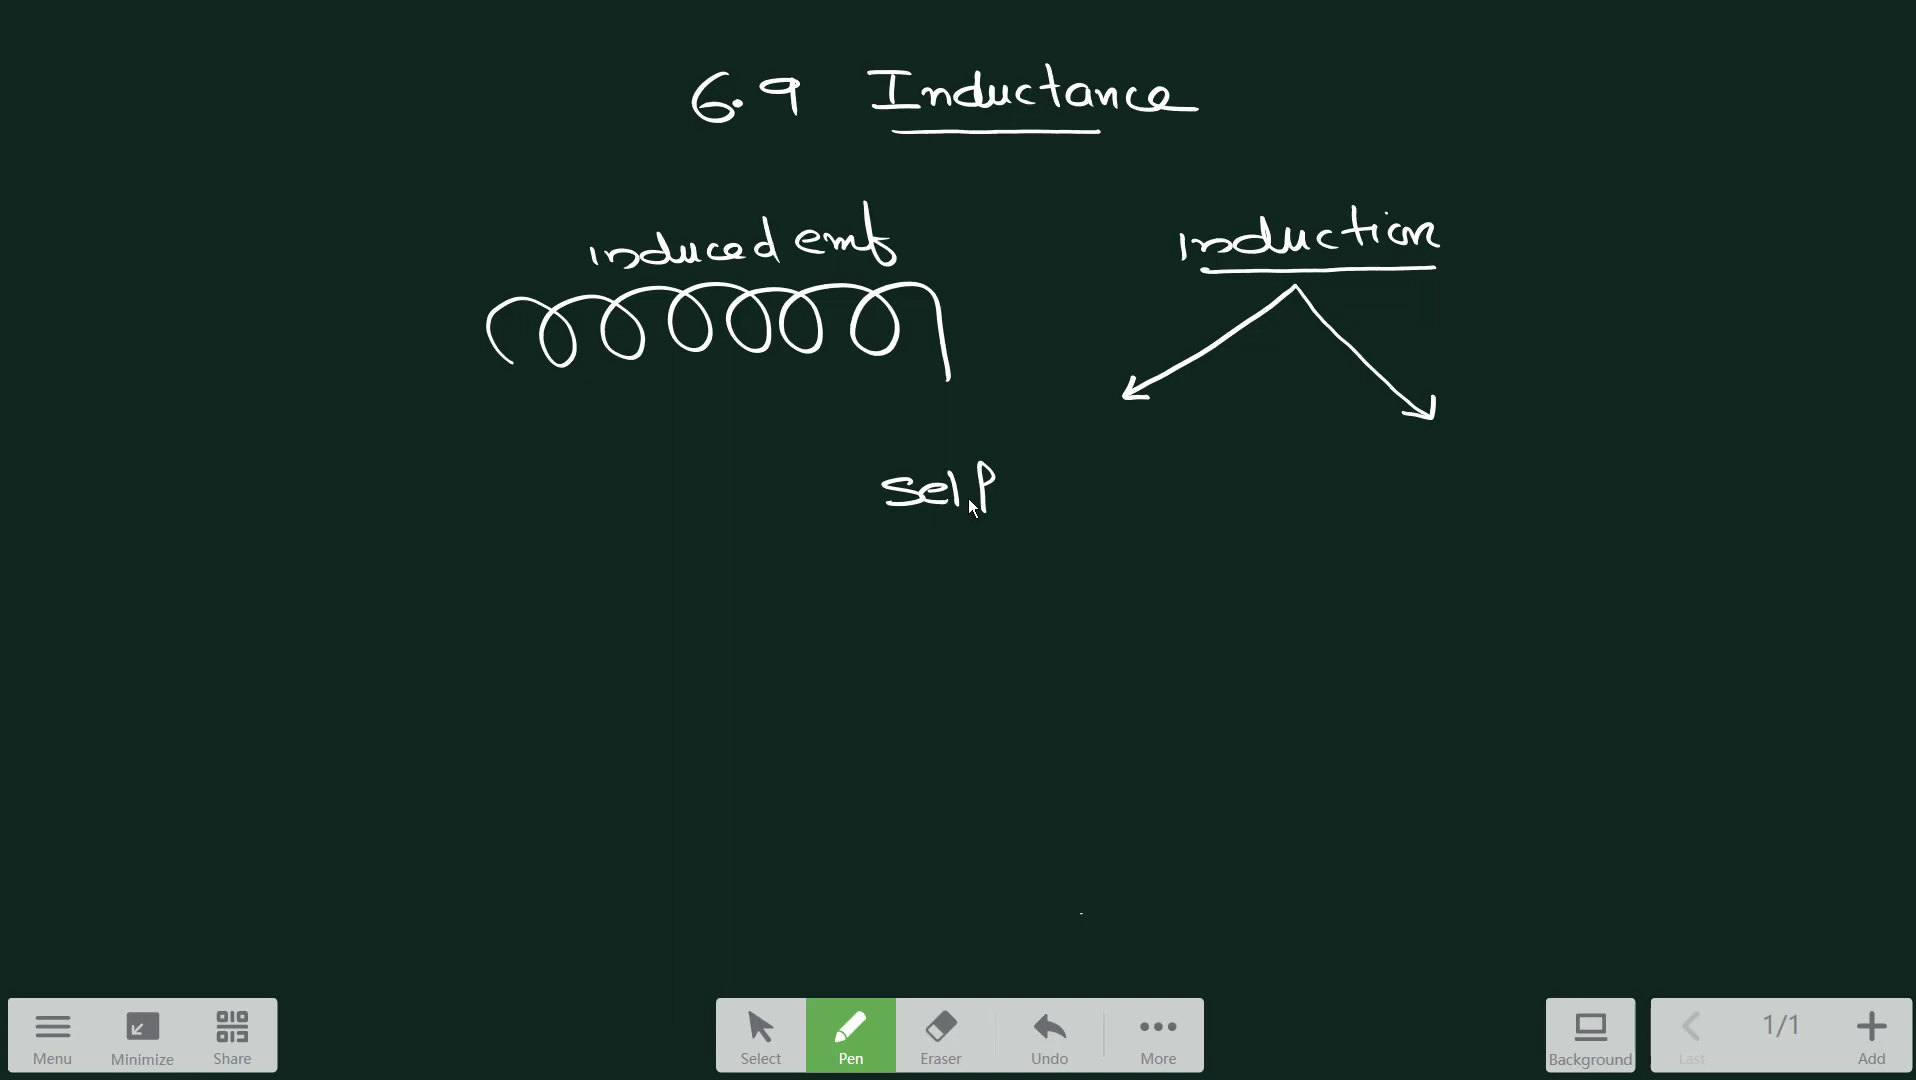 6.9 Inductance
induced emf
induction
self
Menu
Minimize
Share
Select
Pen
Eraser
Undo
More
Background
Last
1/1
Add